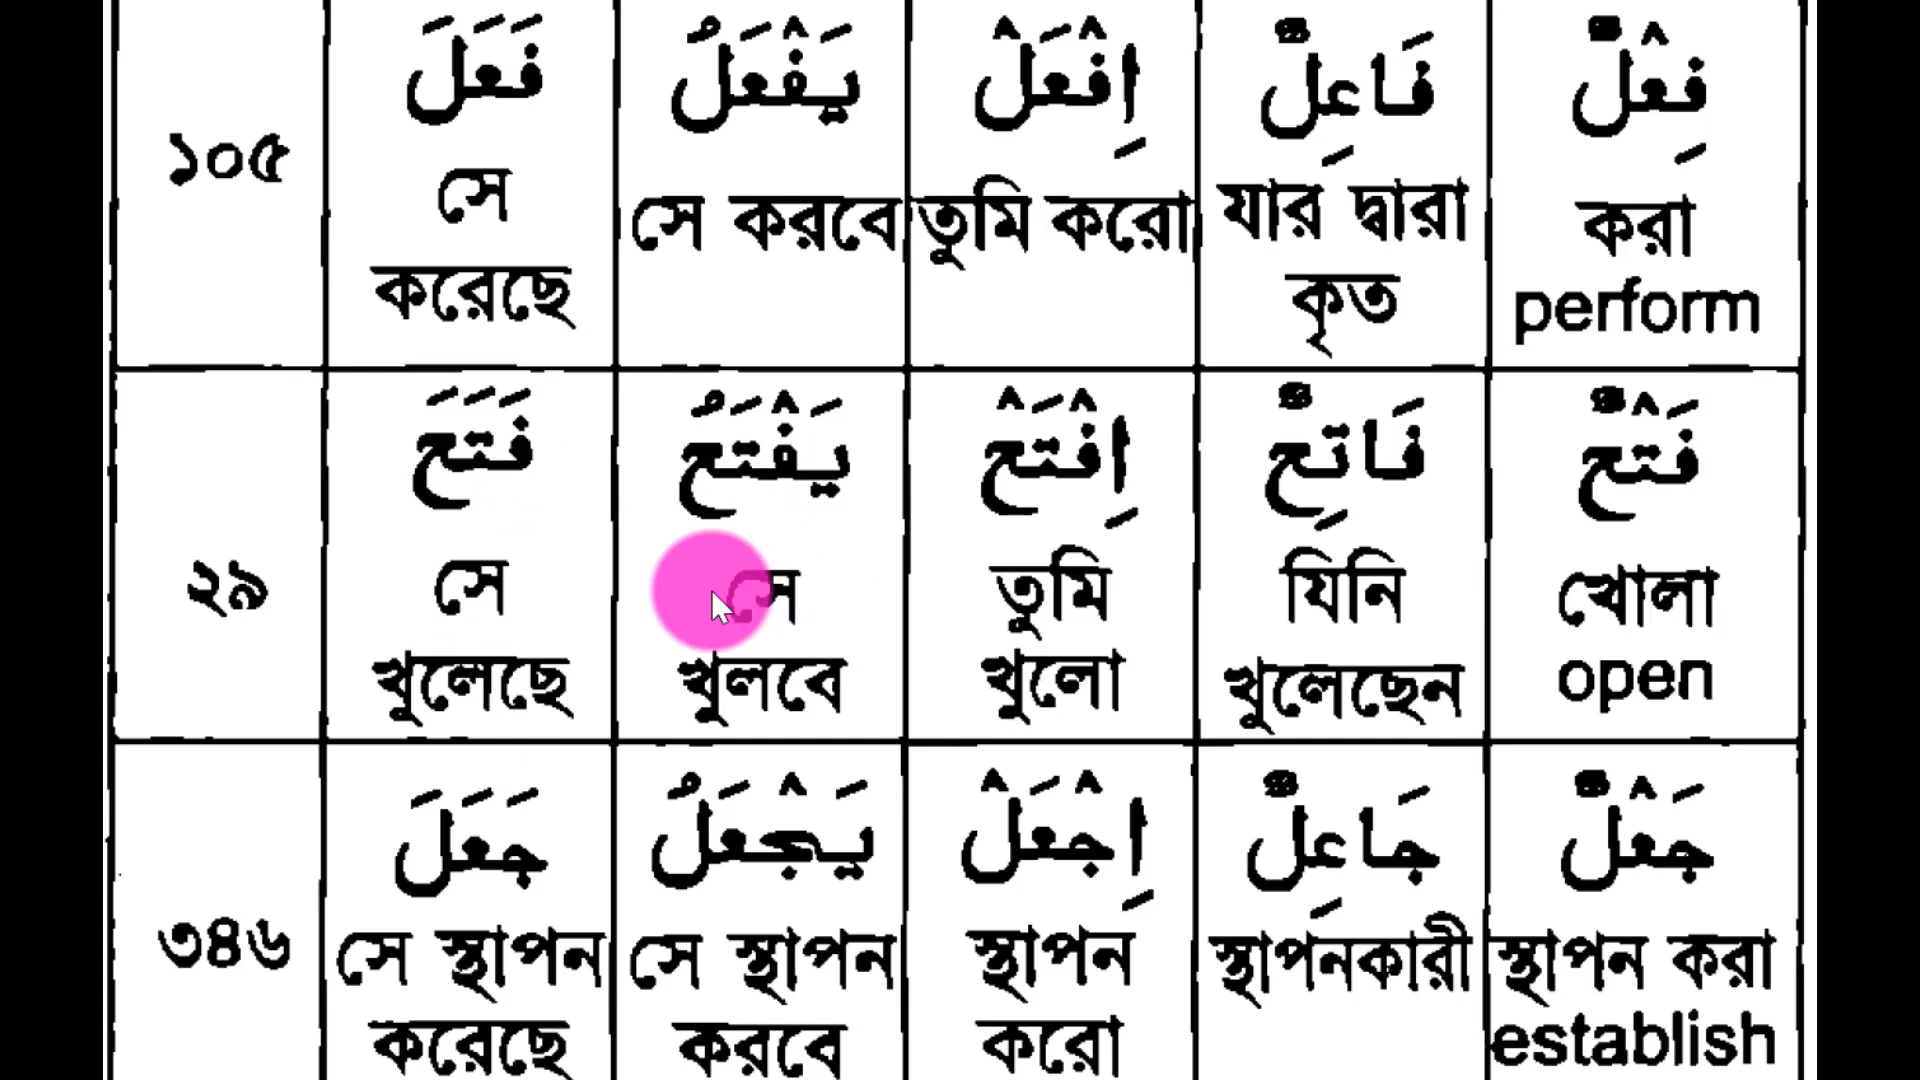 ১০৫
فَعَلَ
সে
করেছে
يَفْعَلُ
সে করবে
اِفْعَلْ
তুমি করো
فَاعِلٌ
যার দ্বারা
কৃত
فِعْلٌ
করা
perform
২৯
فَتَحَ
সে
খুলেছে
يَفْتَحُ
সে
খুলবে
اِفْتَحْ
তুমি
খুলো
فَاتِحٌ
যিনি
খুলেছেন
فَتْحٌ
খোলা
open
৩৪৬
جَعَلَ
সে স্থাপন
করেছে
يَجْعَلُ
সে স্থাপন
করবে
اِجْعَلْ
স্থাপন
করো
جَاعِلٌ
স্থাপনকারী
جَعْلٌ
স্থাপন করা
establish